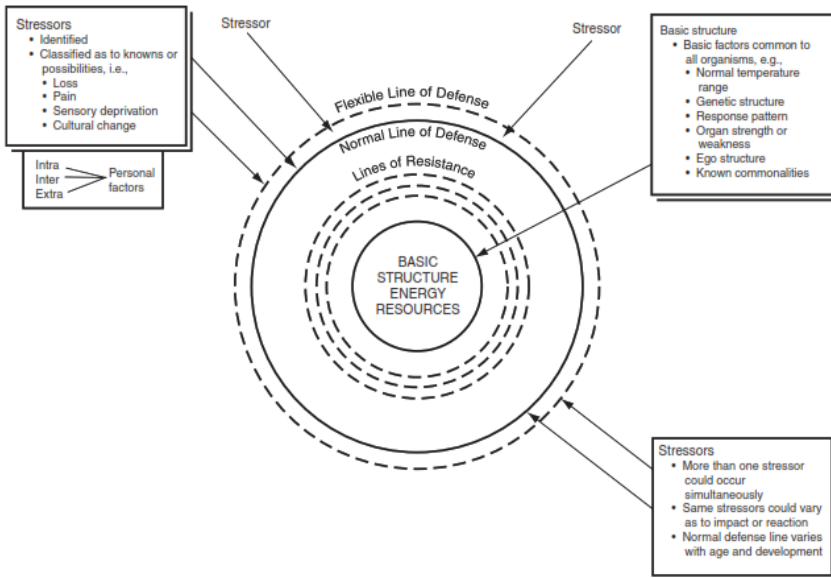 Stressors
• Identified
• Classified as to knowns or
possibilities, i.e.,
• Loss
• Pain
• Sensory deprivation
• Cultural change
Intra
Inter
Extra
Personal
factors
Stressor
Stressor
Basic structure
• Basic factors common to
all organisms, e.g.,
• Normal temperature
range
• Genetic structure
• Response pattern
• Organ strength or
weakness
• Ego structure
• Known commonalities
Flexible Line of Defense
Normal Line of Defense
Lines of Resistance
BASIC
STRUCTURE
ENERGY
RESOURCES
Stressors
• More than one stressor
could occur
simultaneously
• Same stressors could vary
as to impact or reaction
• Normal defense line varies
with age and development